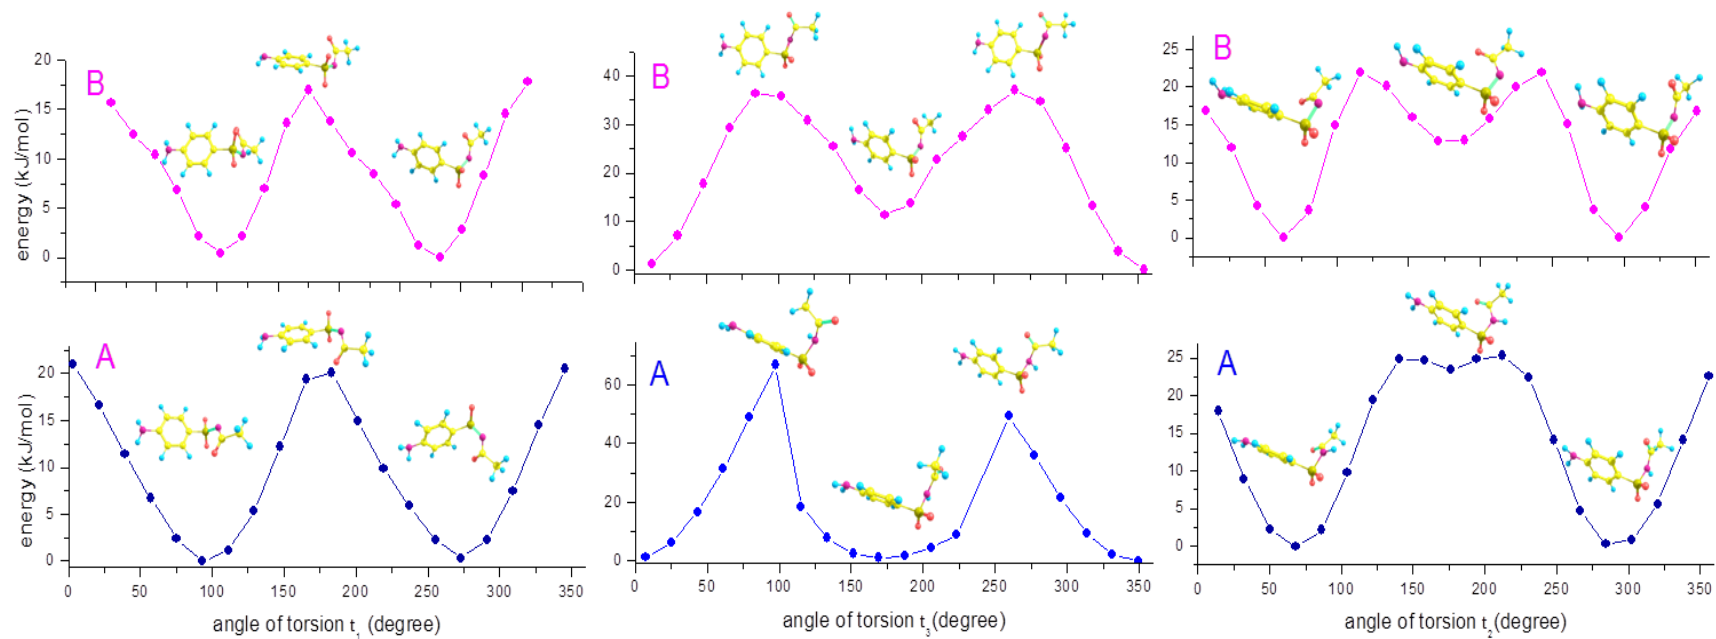 B
20
15
10
5
0
energy (kJ/mol)
B
40
30
20
10
0
B
25
20
15
10
5
0
A
20
15
10
5
0
energy (kJ/mol)
0 50 100 150 200 250 300 350
angle of torsion t₁ (degree)
A
60
40
20
0
0 50 100 150 200 250 300 350
angle of torsion t₃(degree)
A
25
20
15
10
5
0
0 50 100 150 200 250 300 350
angle of torsion t₂(degree)